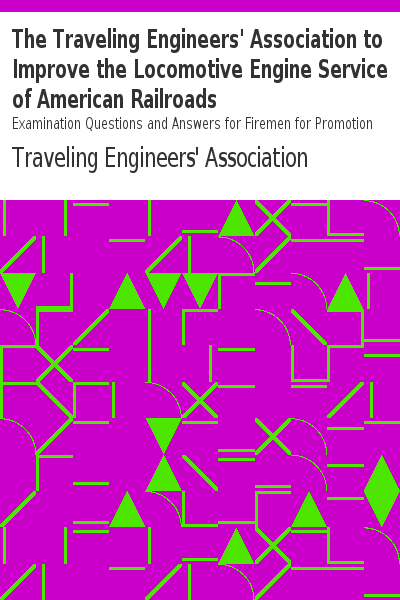 The Traveling Engineers' Association to
Improve the Locomotive Engine Service
of American Railroads
Examination Questions and Answers for Firemen for Promotion
Traveling Engineers' Association